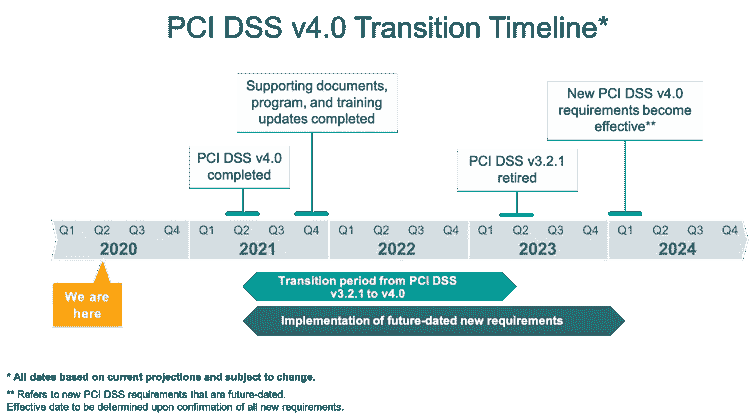 PCI DSS v4.0 Transition Timeline*
Supporting documents,
program, and training
updates completed
New PCI DSS v4.0
requirements become
effective**
PCI DSS v4.0
completed
PCI DSS v3.2.1
retired
Q1 Q2 Q3 Q4 Q1 Q2 Q3 Q4 Q1 Q2 Q3 Q4 Q1 Q2 Q3 Q4 Q1 Q2 Q3 Q4
2020 2021 2022 2023 2024
We are
here
Transition period from PCI DSS
v3.2.1 to v4.0
Implementation of future-dated new requirements
* All dates based on current projections and subject to change.
** Refers to new PCI DSS requirements that are future-dated.
Effective date to be determined upon confirmation of all new requirements.